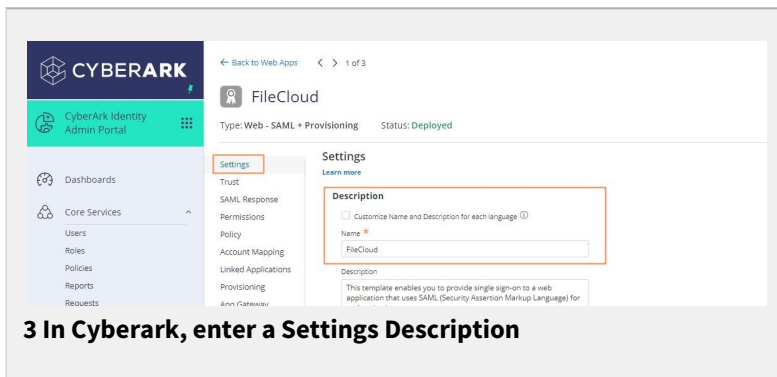 CYBERARK
CyberArk Identity
Admin Portal
Dashboards
Core Services
Users
Roles
Policies
Reports
Requests
← Back to Web Apps < > 1 of 3
FileCloud
Type: Web - SAML + Provisioning Status: Deployed
Settings
Trust
SAML Response
Permissions
Policy
Account Mapping
Linked Applications
Provisioning
App Gateway
Settings
Learn more
Description
Customize Name and Description for each language
Name *
FileCloud
Description
This template enables you to provide single sign-on to a web
application that uses SAML (Security Assertion Markup Language) for
3 In Cyberark, enter a Settings Description